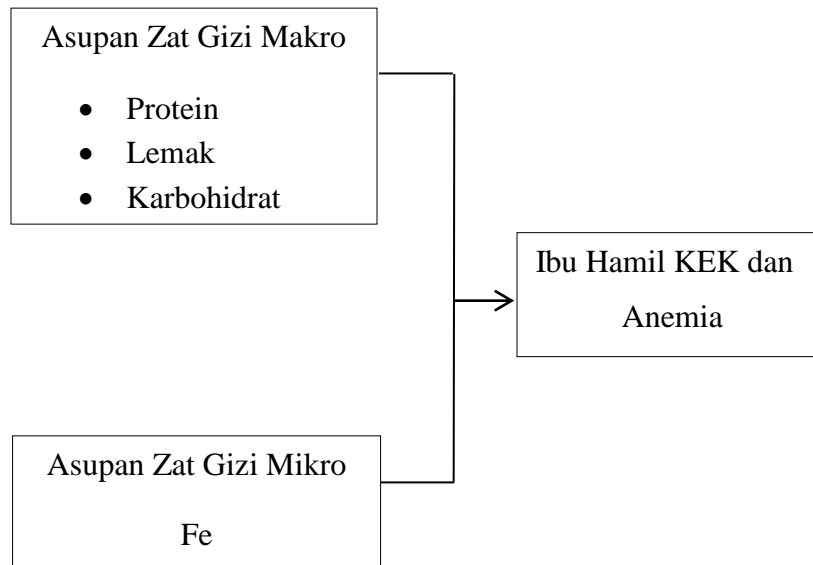 Asupan Zat Gizi Makro
• Protein
• Lemak
• Karbohidrat
Ibu Hamil KEK dan
Anemia
Asupan Zat Gizi Mikro
Fe